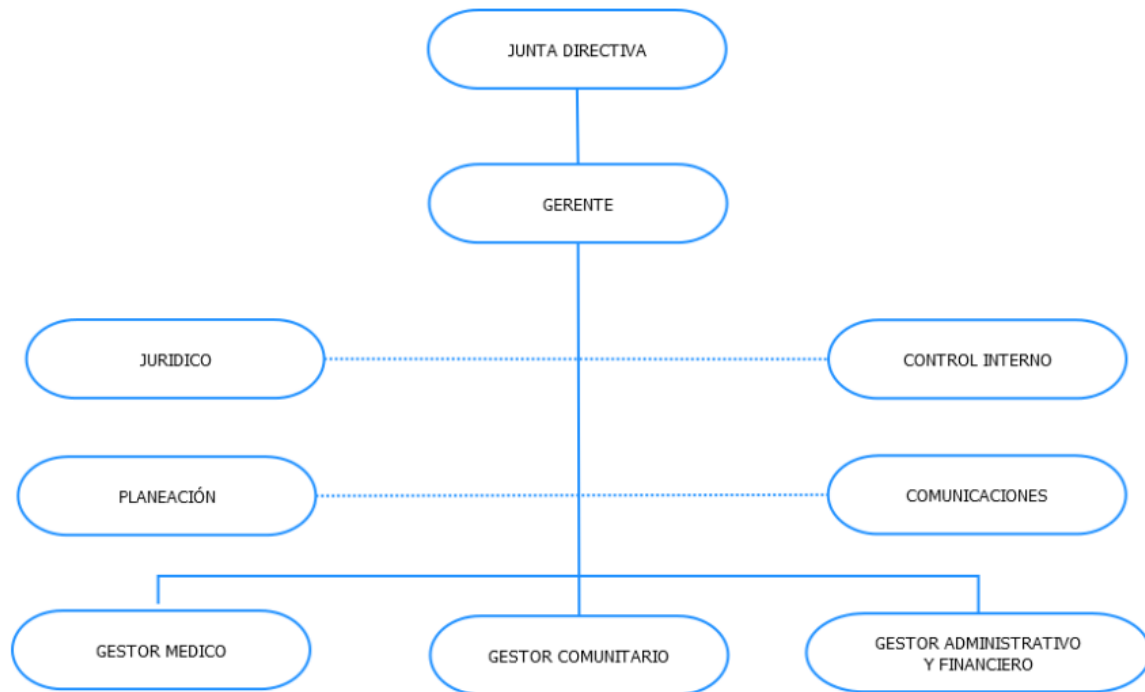 JUNTA DIRECTIVA
GERENTE
JURIDICO
CONTROL INTERNO
PLANEACIÓN
COMUNICACIONES
GESTOR MEDICO
GESTOR COMUNITARIO
GESTOR ADMINISTRATIVO
Y FINANCIERO